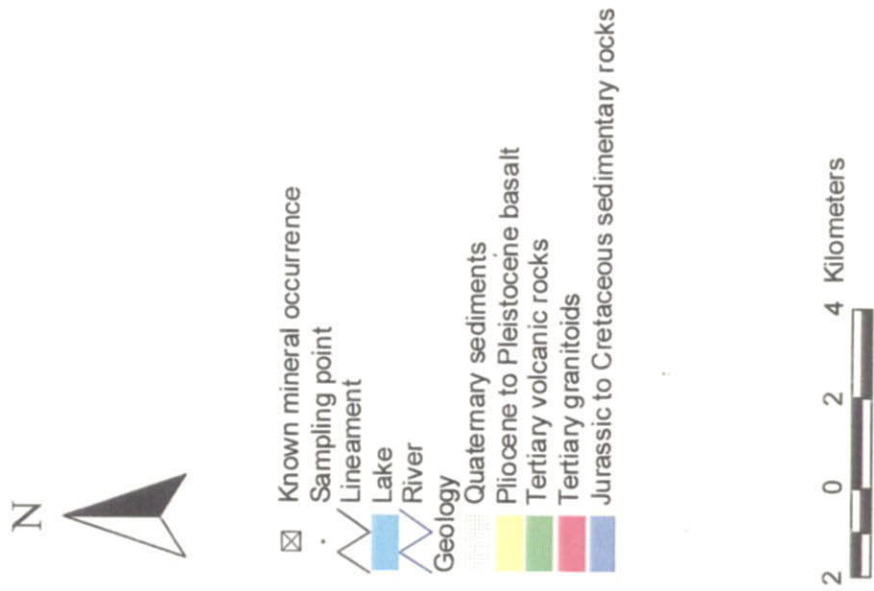 N
Known mineral occurrence
Sampling point
Lineament
Lake
River
Geology
Quaternary sediments
Pliocene to Pleistocene basalt
Tertiary volcanic rocks
Tertiary granitoids
Jurassic to Cretaceous sedimentary rocks
2 0 2 4 Kilometers